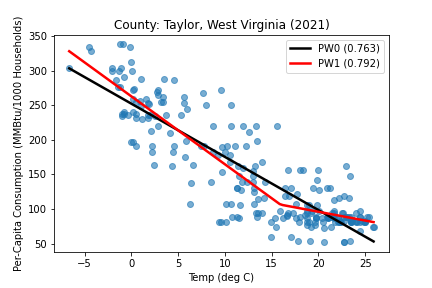 County: Taylor, West Virginia (2021)
PW0 (0.763)
PW1 (0.792)
Per-Capita Consumption (MMBtu/1000 Households)
350
300
250
200
150
100
50
−5
0
5
10
15
20
25
Temp (deg C)